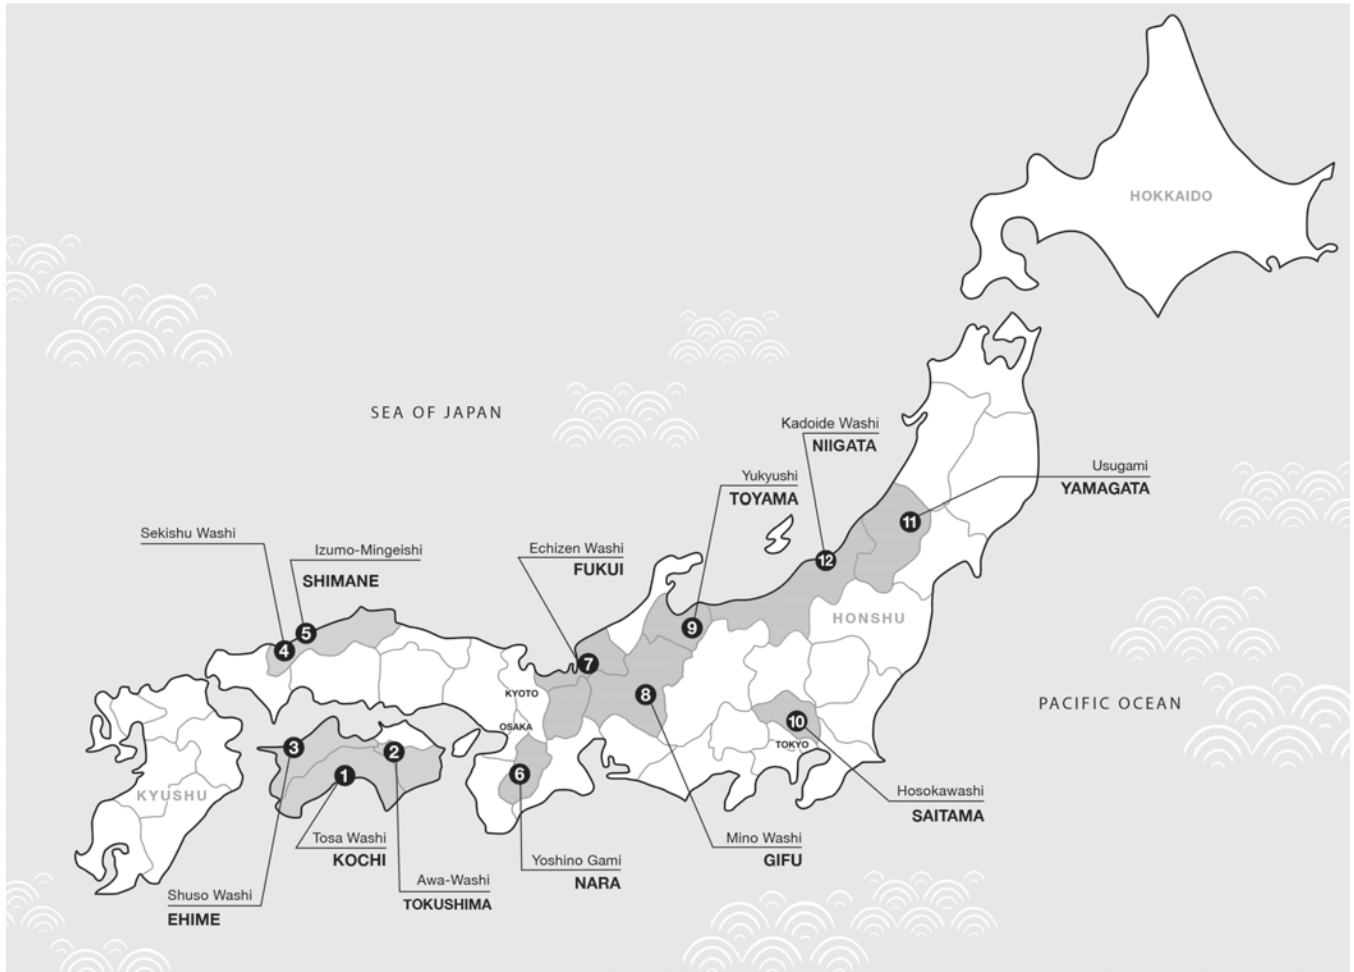 HOKKAIDO
SEA OF JAPAN
Kadoide Washi
NIIGATA
Usugami
YAMAGATA
Yukyushi
TOYAMA
11
Sekishu Washi
Izumo-Mingeishi
SHIMANE
Echizen Washi
FUKUI
12
HONSHU
9
5
4
7
KYOTO
8
PACIFIC OCEAN
10
OSAKA
TOKYO
3
2
1
6
KYUSHU
Hosokawashi
SAITAMA
Tosa Washi
KOCHI
Mino Washi
GIFU
Yoshino Gami
NARA
Awa-Washi
TOKUSHIMA
Shuso Washi
EHIME